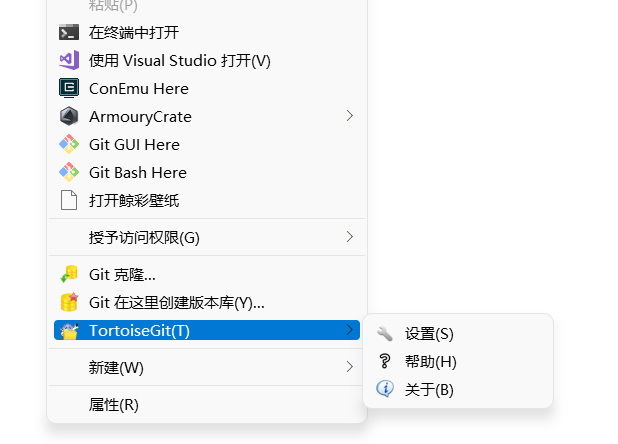 粘贴(P)
在终端中打开
使用 Visual Studio 打开(V)
ConEmu Here
ArmouryCrate
Git GUI Here
Git Bash Here
打开鲸彩壁纸
授予访问权限(G)
Git 克隆...
Git 在这里创建版本库(Y)...
TortoiseGit(T)
设置(S)
帮助(H)
关于(B)
新建(W)
属性(R)